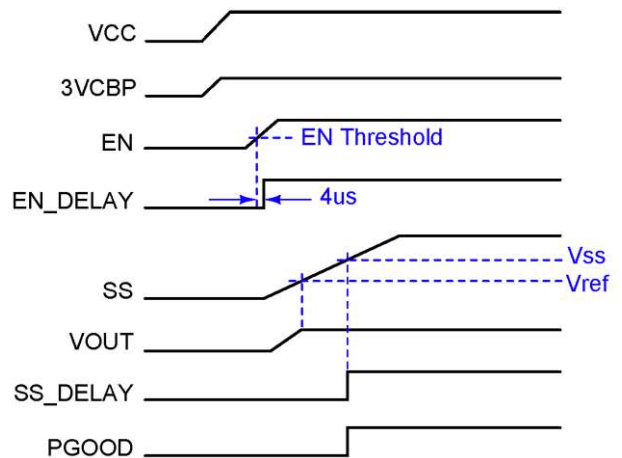 VCC
3VCBP
EN
EN Threshold
EN_DELAY
4us
Vss
Vref
SS
VOUT
SS_DELAY
PGOOD